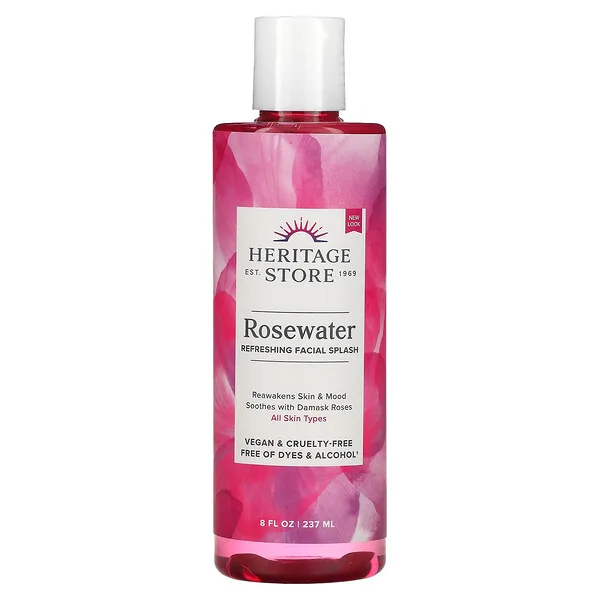 NEW
LOOK
HERITAGE
EST. STORE 1969
Rosewater
REFRESHING FACIAL SPLASH
Reawakens Skin & Mood
Soothes with Damask Roses
All Skin Types
VEGAN & CRUELTY-FREE
FREE OF DYES & ALCOHOL†
8 FL OZ | 237 ML